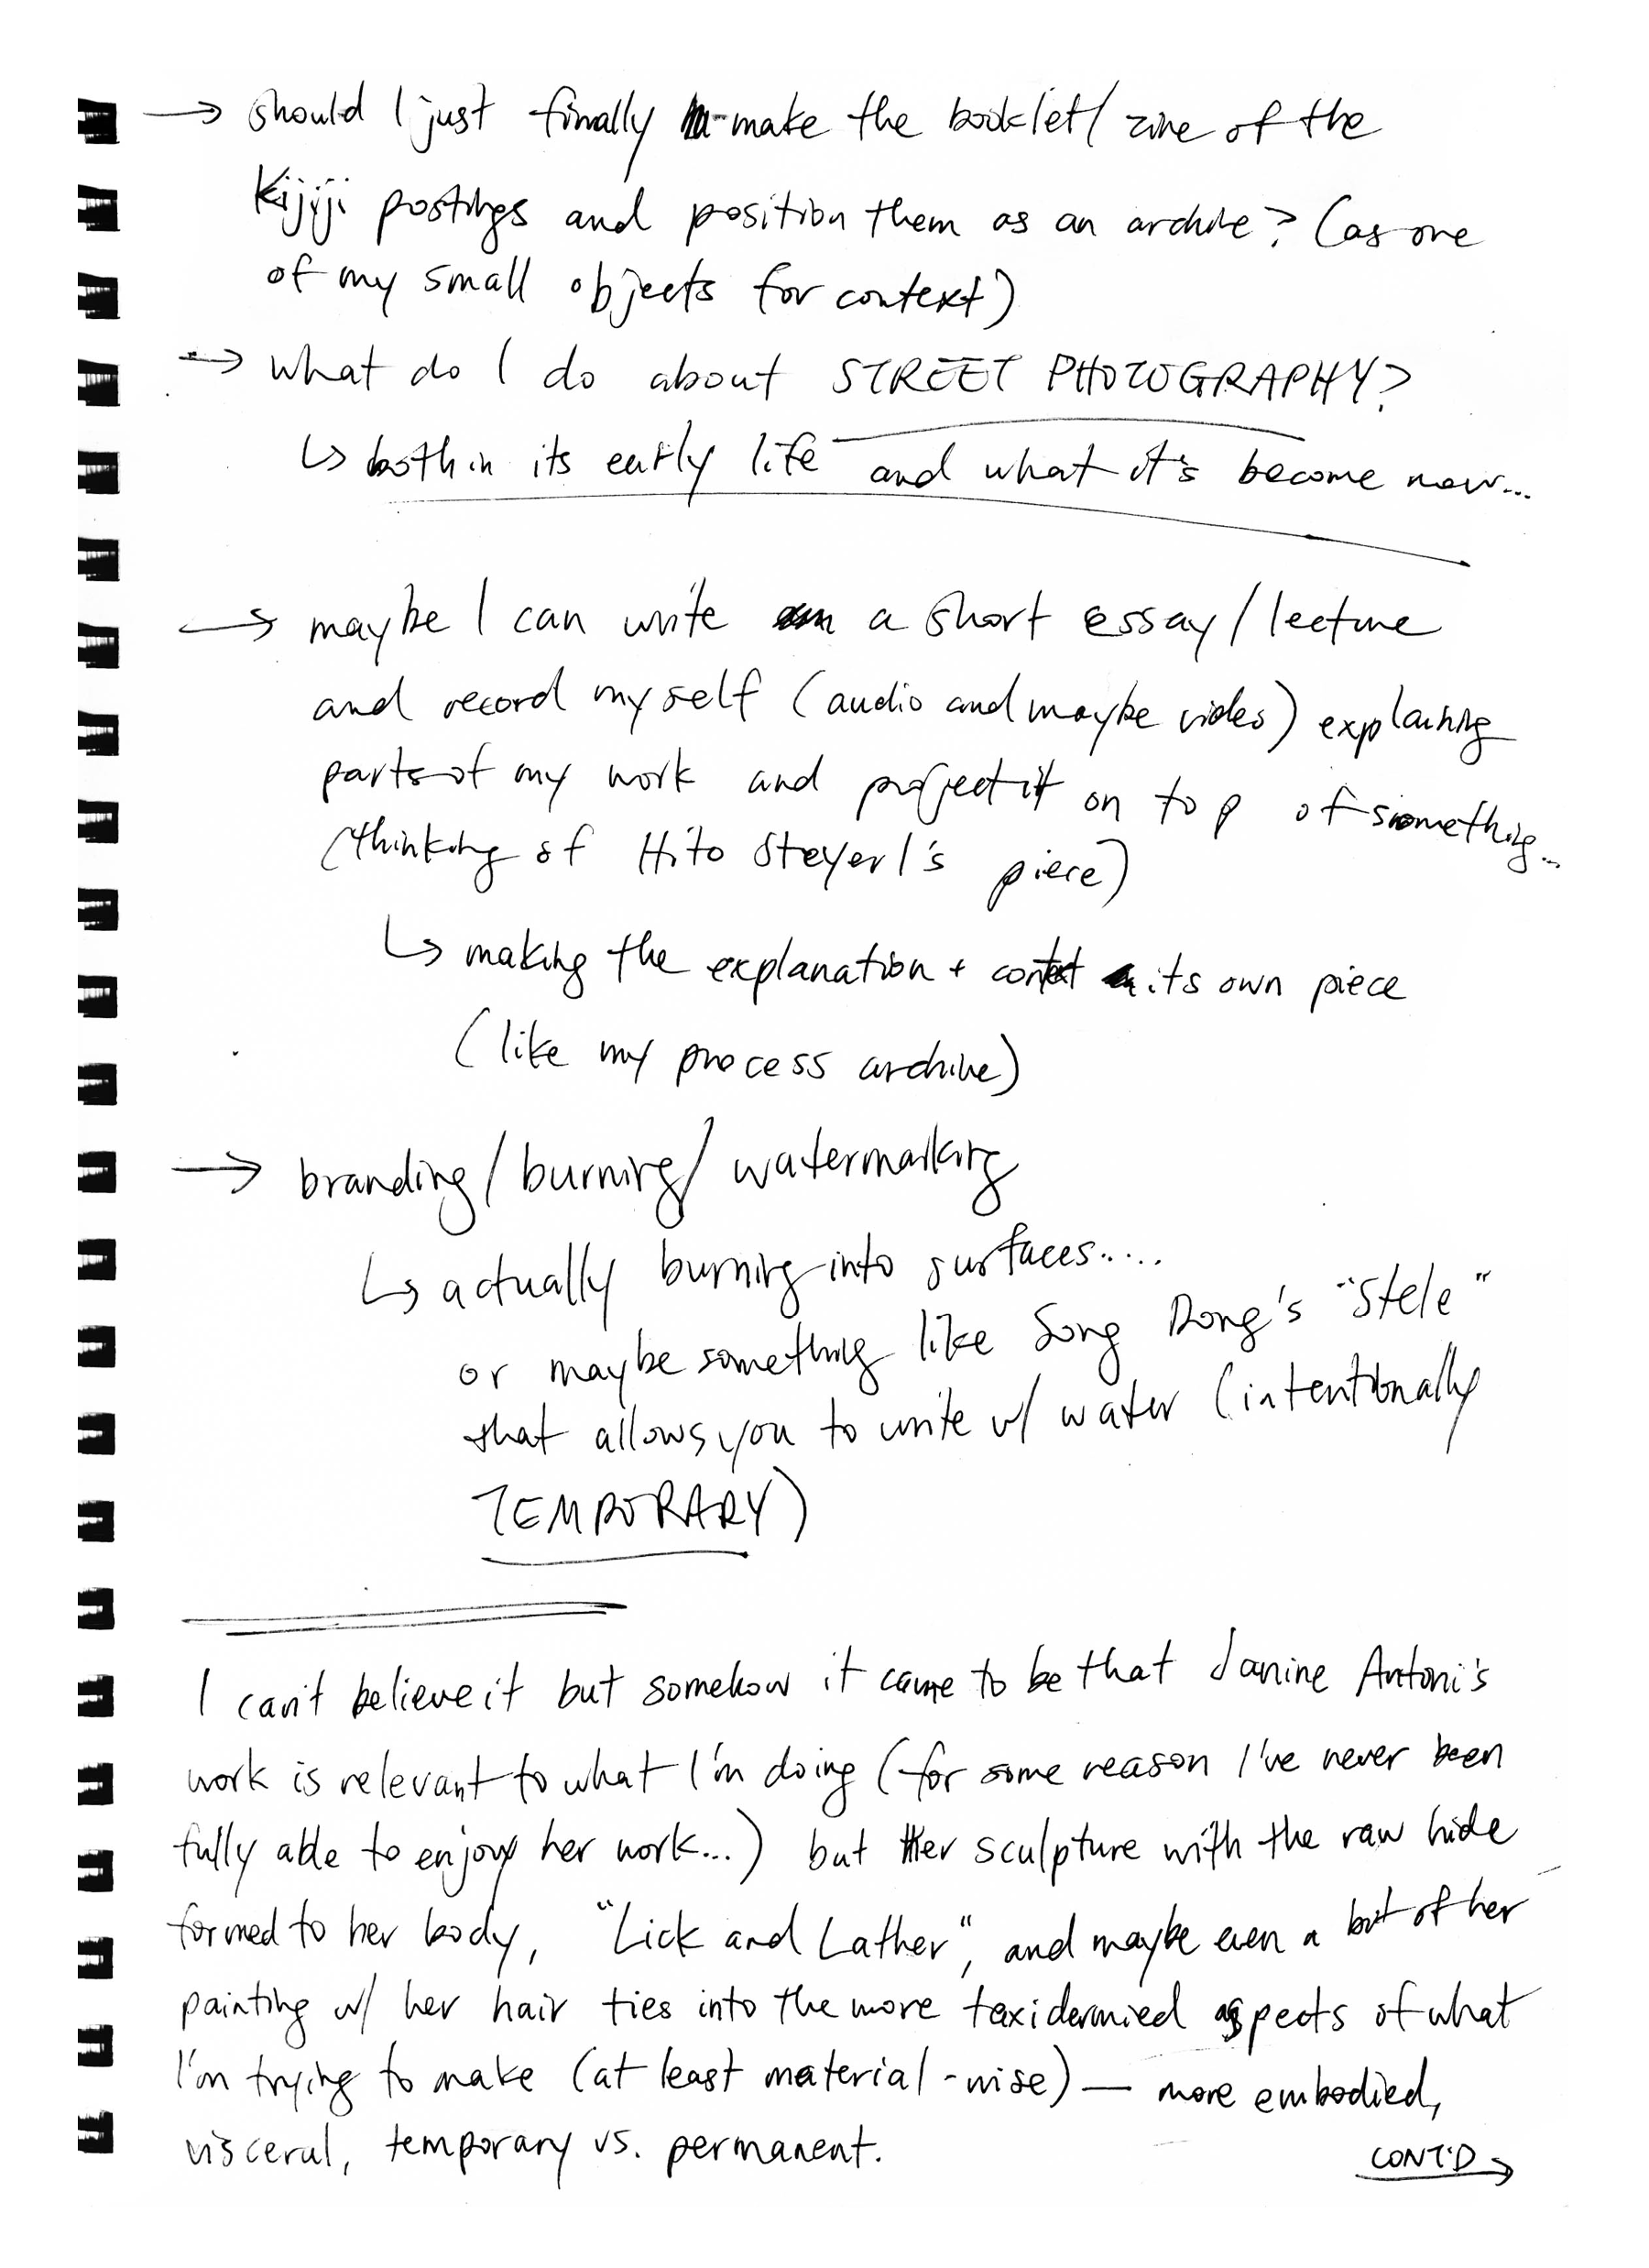 → should I just finally make the booklet/ zine of the
Kijiji postings and position them as an archive? (as one
of my small objects for context)
→ what do I do about STREET PHOTOGRAPHY?
↳ both in its early life and what it's become now...
→ maybe I can write a short essay/lecture
and record myself (audio and maybe video) explaining
parts of my work and project it on top of something...
(thinking of Hito Steyerl's piece)
↳ making the explanation + context its own piece
(like my process archive)
→ branding/burning/watermarking
↳ actually burning into surfaces.....
or maybe something like Song Dong's "Stele"
that allows you to write w/ water (intentionally
TEMPORARY)
I can't believe it but somehow it came to be that Janine Antoni's
work is relevant to what I'm doing (for some reason I've never been
fully able to enjoy her work...) but Her sculpture with the raw hide
formed to her body, "Lick and Lather", and maybe even a bit of her
painting w/ her hair ties into the more taxidermied aspects of what
I'm trying to make (at least material-wise) — more embodied,
visceral, temporary vs. permanent.
CONT'D →